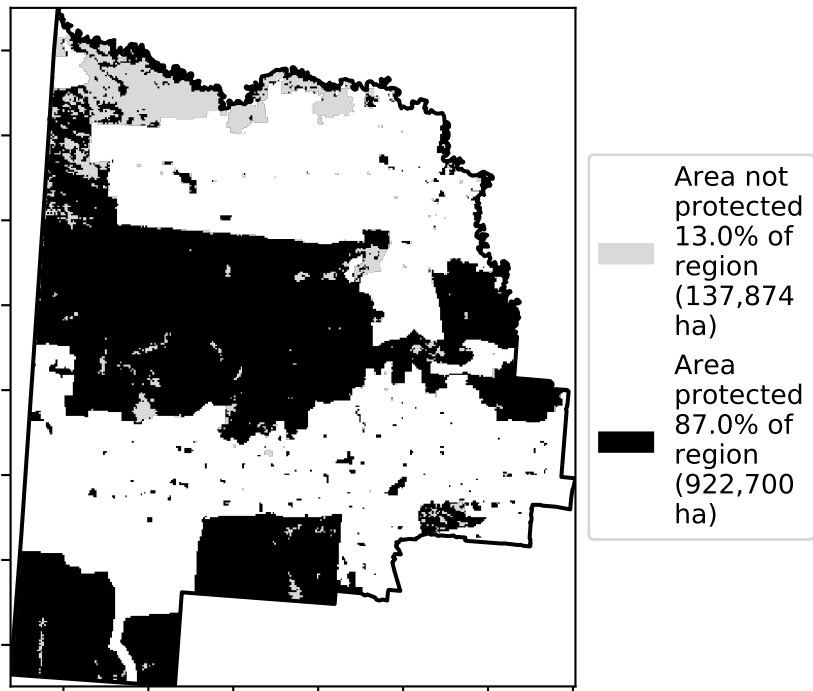 Area not
protected
13.0% of
region
(137,874
ha)
Area
protected
87.0% of
region
(922,700
ha)